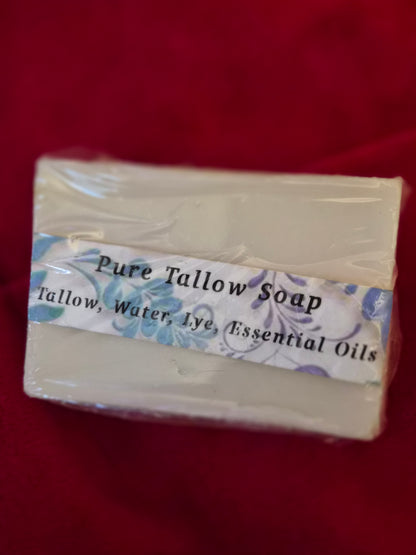 Pure Tallow Soap
Tallow, Water, Lye, Essential Oils